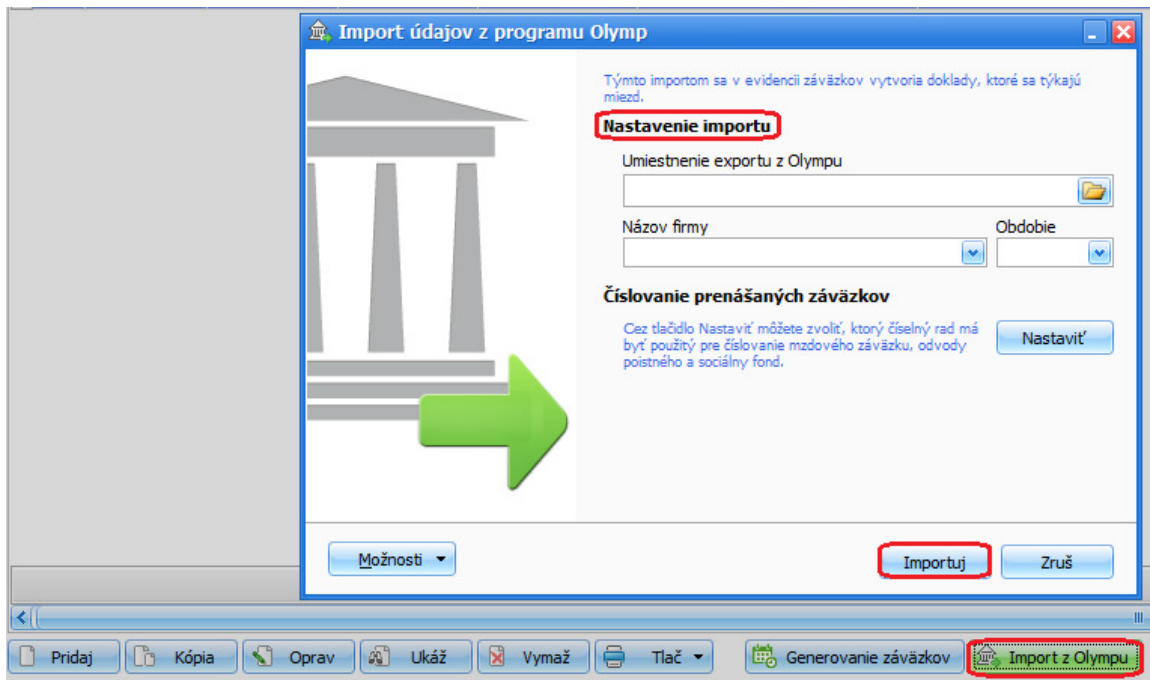 Import údajov z programu Olymp
Týmto importom sa v evidencii záväzkov vytvoria doklady, ktoré sa týkajú
miezd.
Nastavenie importu
Umiestnenie exportu z Olympu
Názov firmy Obdobie
Číslovanie prenášaných záväzkov
Cez tlačidlo Nastaviť môžete zvoliť, ktorý číselný rad má
byť použitý pre číslovanie mzdového záväzku, odvody
poistného a sociálny fond.
Nastaviť
Možnosti Importuj Zruš
Pridaj Kópia Oprav Ukáž Vymaž Tlač Generovanie záväzkov Import z Olympu